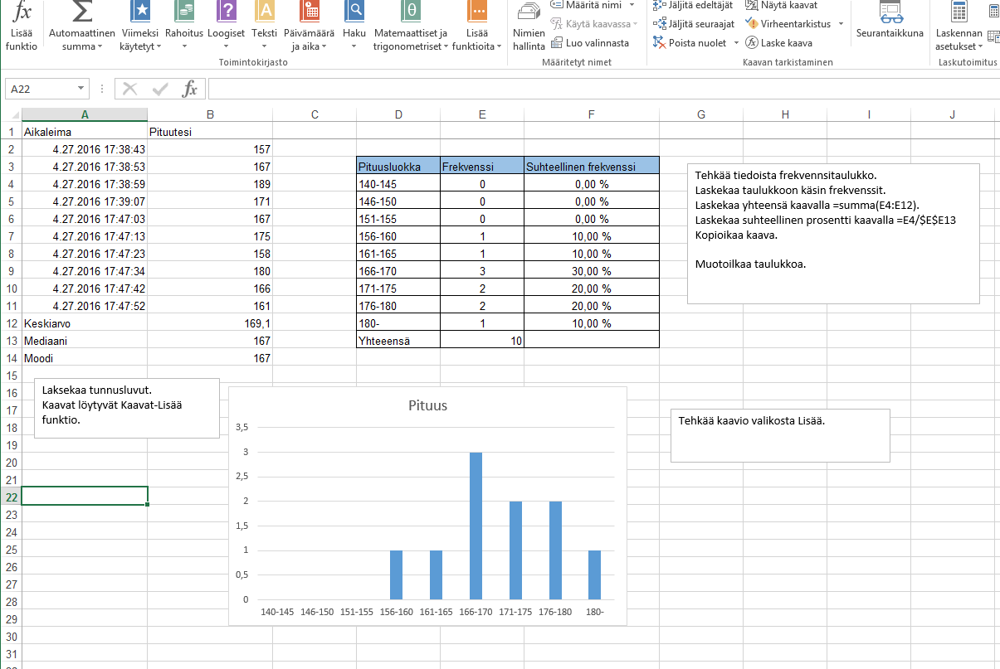 fx Σ θ
Määritä nimi Jäljitä edeltäjät Näytä kaavat
Lisää funktio Automaattinen summa Viimeksi käytetyt Rahoitus Loogiset Teksti Päivämäärä ja aika Haku Matemaattiset ja trigonometriset Lisää funktioita Nimien hallinta Käytä kaavassa Jäljitä seuraajat Virheentarkistus Seurantaikkuna Laskennan asetukset
Luo valinnasta Poista nuolet Laske kaava
Toimintokirjasto Määritetyt nimet Kaavan tarkistaminen Laskutoimitus
A22 fx
A B C D E F G H I J
1 Aikaleima Pituutesi
2 4.27.2016 17:38:43 157
3 4.27.2016 17:38:53 167 Pituusluokka Frekvenssi Suhteellinen frekvenssi
4 4.27.2016 17:38:59 189 140-145 0 0,00 %
5 4.27.2016 17:39:07 171 146-150 0 0,00 %
6 4.27.2016 17:47:03 167 151-155 0 0,00 %
7 4.27.2016 17:47:13 175 156-160 1 10,00 %
8 4.27.2016 17:47:23 158 161-165 1 10,00 %
9 4.27.2016 17:47:34 180 166-170 3 30,00 %
10 4.27.2016 17:47:42 166 171-175 2 20,00 %
11 4.27.2016 17:47:52 161 176-180 2 20,00 %
12 Keskiarvo 169,1 180- 1 10,00 %
13 Mediaani 167 Yhteeensä 10
14 Moodi 167
Tehkää tiedoista frekvennsitaulukko.
Laskekaa taulukkoon käsin frekvenssit.
Laskekaa yhteensä kaavalla =summa(E4:E12).
Laskekaa suhteellinen prosentti kaavalla =E4/$E$E13
Kopioikaa kaava.
Muotoilkaa taulukkoa.
15
16
17
18
19
20
21
22
23
24
25
26
27
28
29
30
31
Laksekaa tunnusluvut.
Kaavat löytyvät Kaavat-Lisää
funktio.
Pituus
3,5
3
2,5
2
1,5
1
0,5
0
140-145 146-150 151-155 156-160 161-165 166-170 171-175 176-180 180-
Tehkää kaavio valikosta Lisää.